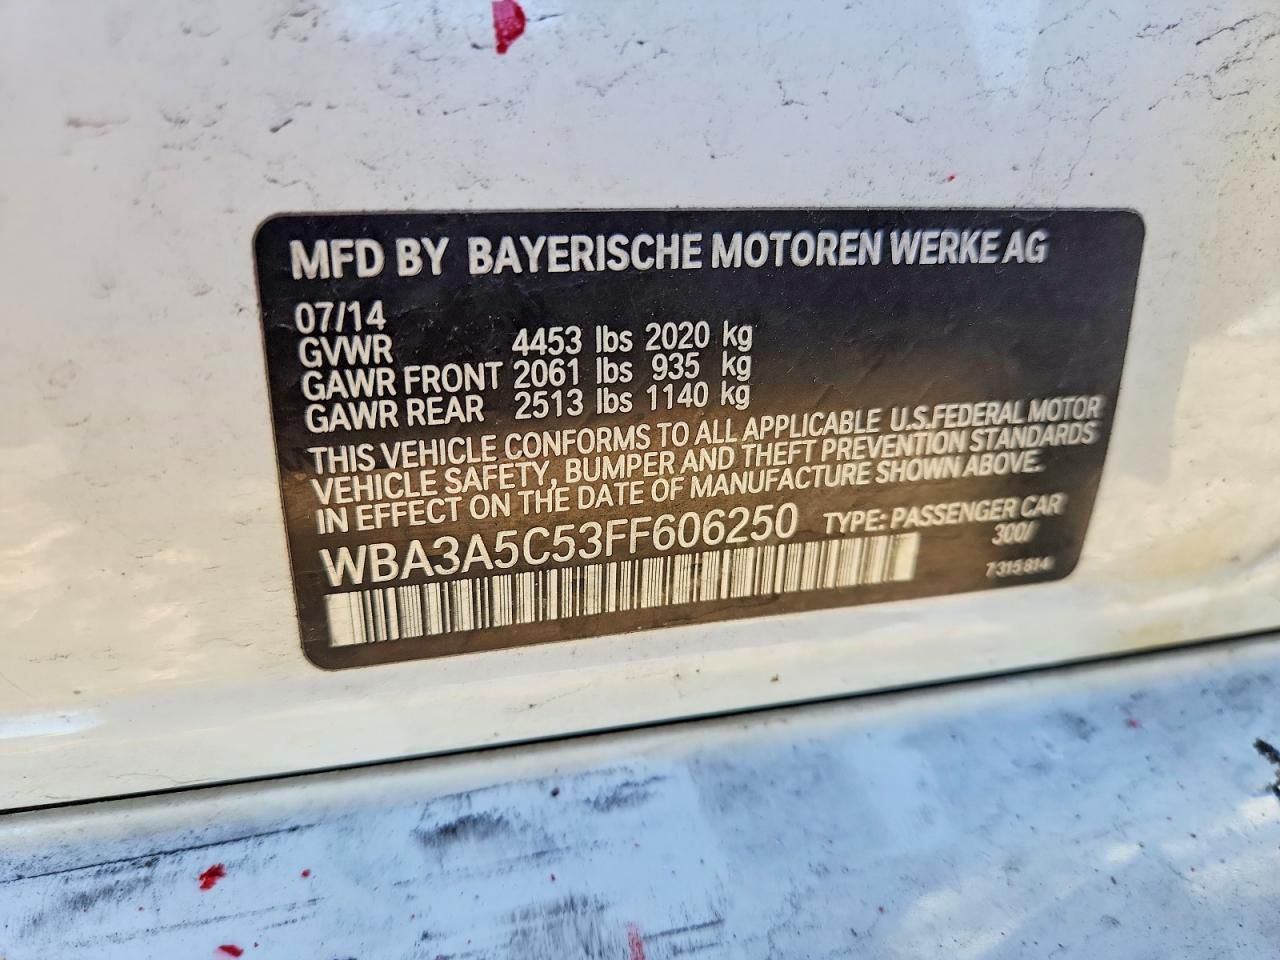 MFD BY BAYERISCHE MOTOREN WERKE AG
07/14
GVWR 4453 lbs 2020 kg
GAWR FRONT 2061 lbs 935 kg
GAWR REAR 2513 lbs 1140 kg
THIS VEHICLE CONFORMS TO ALL APPLICABLE U.S.FEDERAL MOTOR
VEHICLE SAFETY, BUMPER AND THEFT PREVENTION STANDARDS
IN EFFECT ON THE DATE OF MANUFACTURE SHOWN ABOVE.
WBA3A5C53FF606250 TYPE: PASSENGER CAR
300/
7315814